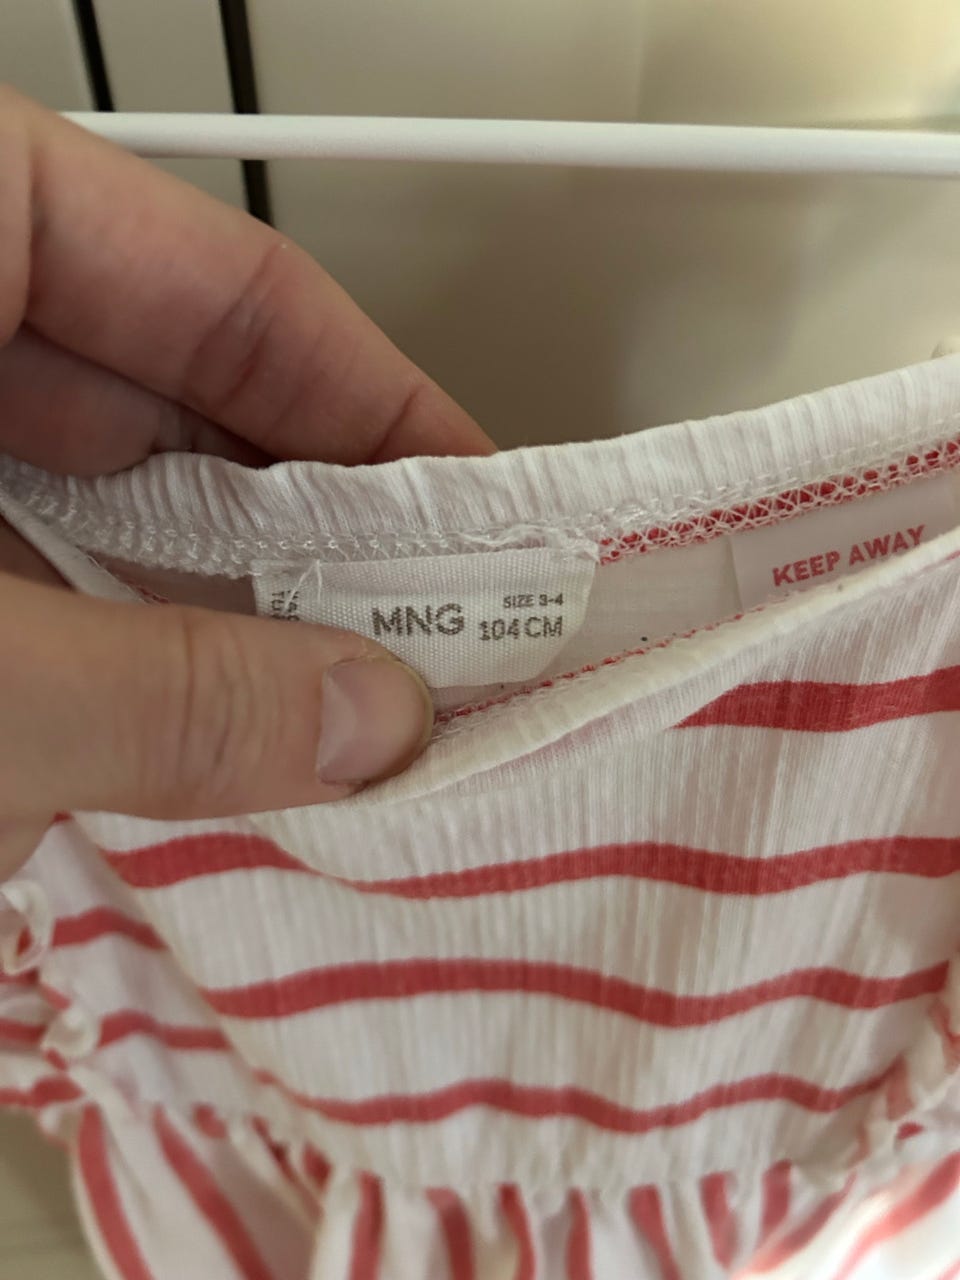 MNG
SIZE 3-4
104 CM
KEEP AWAY